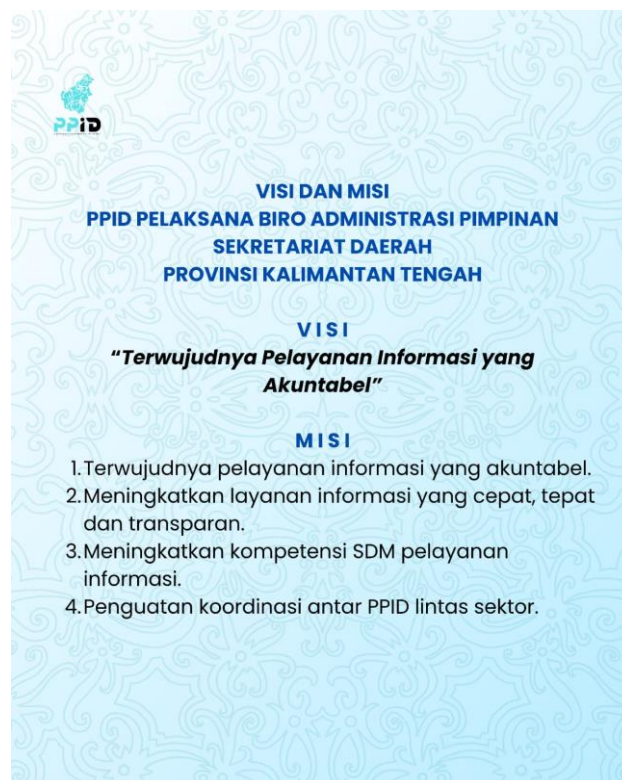 PPID
VISI DAN MISI
PPID PELAKSANA BIRO ADMINISTRASI PIMPINAN
SEKRETARIAT DAERAH
PROVINSI KALIMANTAN TENGAH
VISI
“Terwujudnya Pelayanan Informasi yang
Akuntabel”
MISI
1.Terwujudnya pelayanan informasi yang akuntabel.
2.Meningkatkan layanan informasi yang cepat, tepat
dan transparan.
3.Meningkatkan kompetensi SDM pelayanan
informasi.
4.Penguatan koordinasi antar PPID lintas sektor.